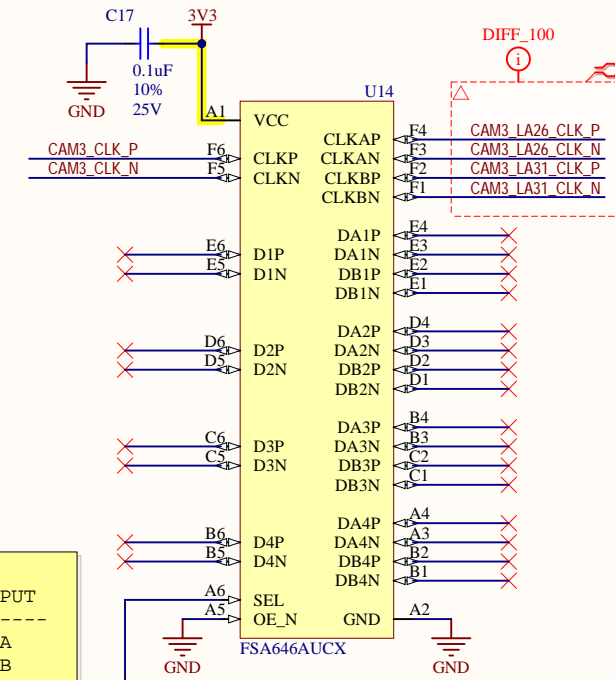 C17
3V3
DIFF_100
i
0.1uF
10%
25V
GND
U14
A1
VCC
CAM3_CLK_P
F6
CLKP
CLKAP
F4
CAM3_LA26_CLK_P
CAM3_CLK_N
F5
CLKN
CLKAN
F3
CAM3_LA26_CLK_N
CLKBP
F2
CAM3_LA31_CLK_P
CLKBN
F1
CAM3_LA31_CLK_N
E6
D1P
E5
D1N
DA1P
E4
DA1N
E3
DB1P
E2
DB1N
E1
D6
D2P
D5
D2N
DA2P
D4
DA2N
D3
DB2P
D2
DB2N
D1
C6
D3P
C5
D3N
DA3P
B4
DA3N
B3
DB3P
C2
DB3N
C1
B6
D4P
B5
D4N
DA4P
A4
DA4N
A3
DB4P
B2
DB4N
B1
A6
SEL
A5
OE_N
GND
A2
FSA646AUCX
GND
GND
PUT
----
A
B